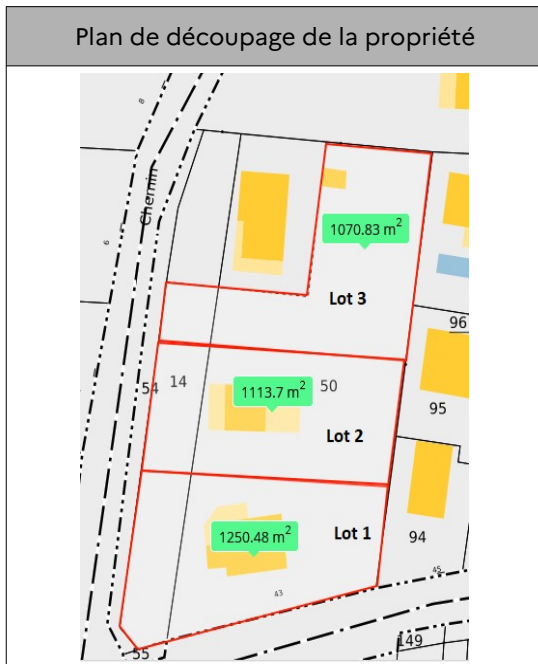 Plan de découpage de la propriété
8
Chemin
6
1070.83 m²
Lot 3
96
54
14
1113.7 m²
50
95
Lot 2
1250.48 m²
Lot 1
94
43
45
55
149